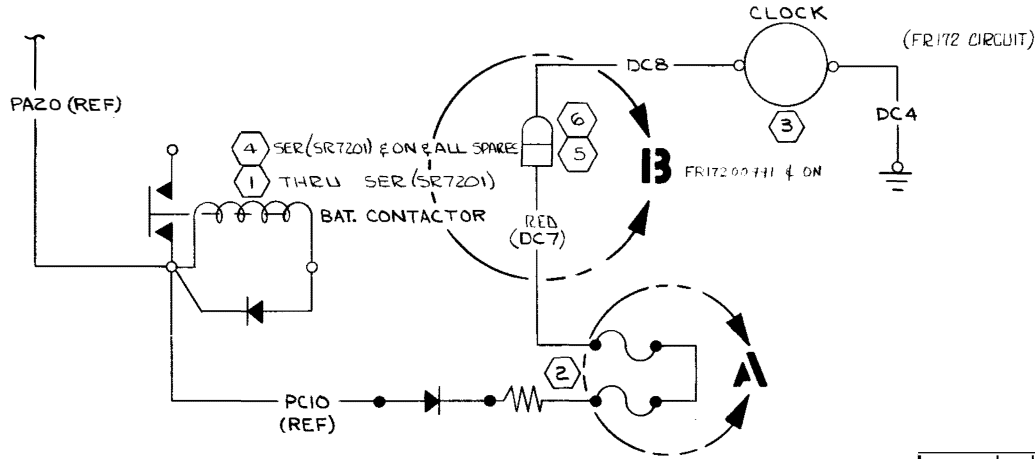 CLOCK
(FR172 CIRCUIT)
DC8
PA20 (REF)
DC4
6
3
4 SER (SR7201) & ON & ALL SPARES
5
B
1 THRU SER (SR7201)
BAT. CONTACTOR
RED
(DC7)
A
2
PC10
(REF)